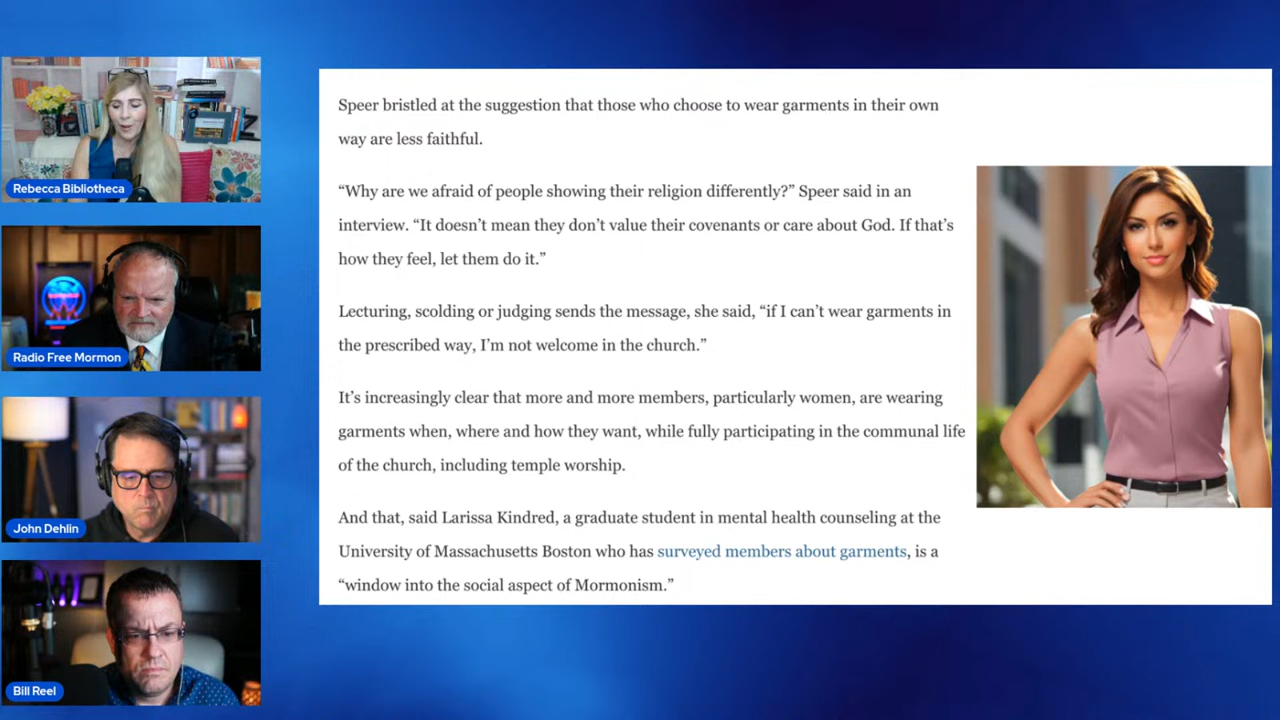 Rebecca Bibliotheca
Radio Free Mormon
John Dehlin
Bill Reel
Speer bristled at the suggestion that those who choose to wear garments in their own
way are less faithful.
“Why are we afraid of people showing their religion differently?” Speer said in an
interview. “It doesn’t mean they don’t value their covenants or care about God. If that’s
how they feel, let them do it.”
Lecturing, scolding or judging sends the message, she said, “if I can’t wear garments in
the prescribed way, I’m not welcome in the church.”
It’s increasingly clear that more and more members, particularly women, are wearing
garments when, where and how they want, while fully participating in the communal life
of the church, including temple worship.
And that, said Larissa Kindred, a graduate student in mental health counseling at the
University of Massachusetts Boston who has surveyed members about garments, is a
“window into the social aspect of Mormonism.”